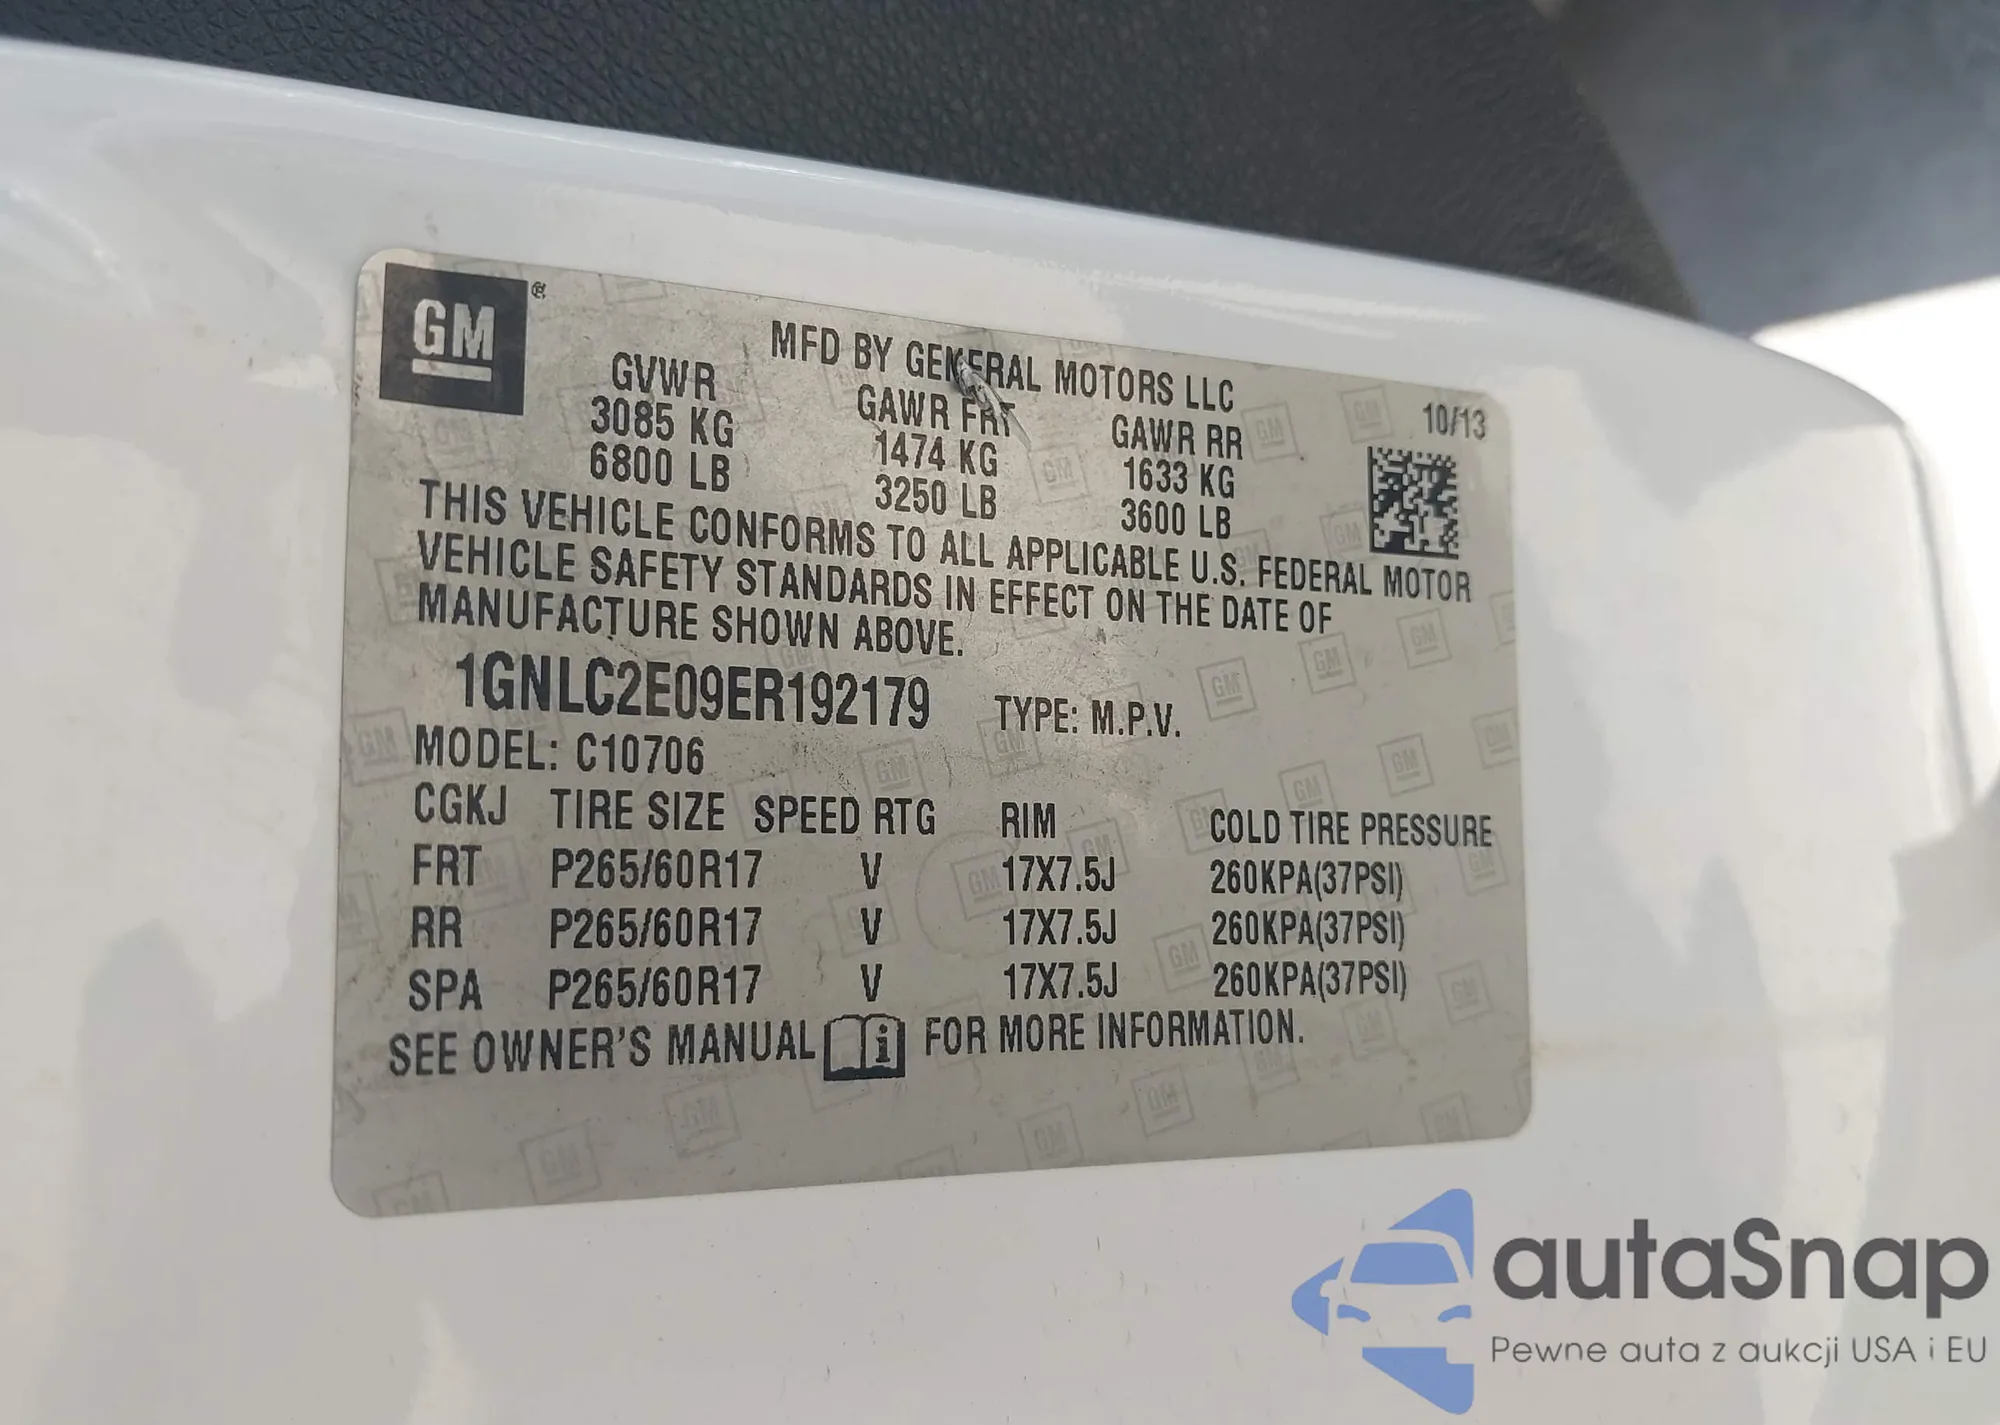 GM
MFD BY GENERAL MOTORS LLC
10/13
GVWR GAWR FRT GAWR RR
3085 KG 1474 KG 1633 KG
6800 LB 3250 LB 3600 LB
THIS VEHICLE CONFORMS TO ALL APPLICABLE U.S. FEDERAL MOTOR
VEHICLE SAFETY STANDARDS IN EFFECT ON THE DATE OF
MANUFACTURE SHOWN ABOVE.
1GNLC2E09ER192179 TYPE: M.P.V.
MODEL: C10706
CGKJ TIRE SIZE SPEED RTG RIM COLD TIRE PRESSURE
FRT P265/60R17 V 17X7.5J 260KPA(37PSI)
RR P265/60R17 V 17X7.5J 260KPA(37PSI)
SPA P265/60R17 V 17X7.5J 260KPA(37PSI)
SEE OWNER'S MANUAL i FOR MORE INFORMATION.
autaSnap
Pewne auta z aukcji USA i EU